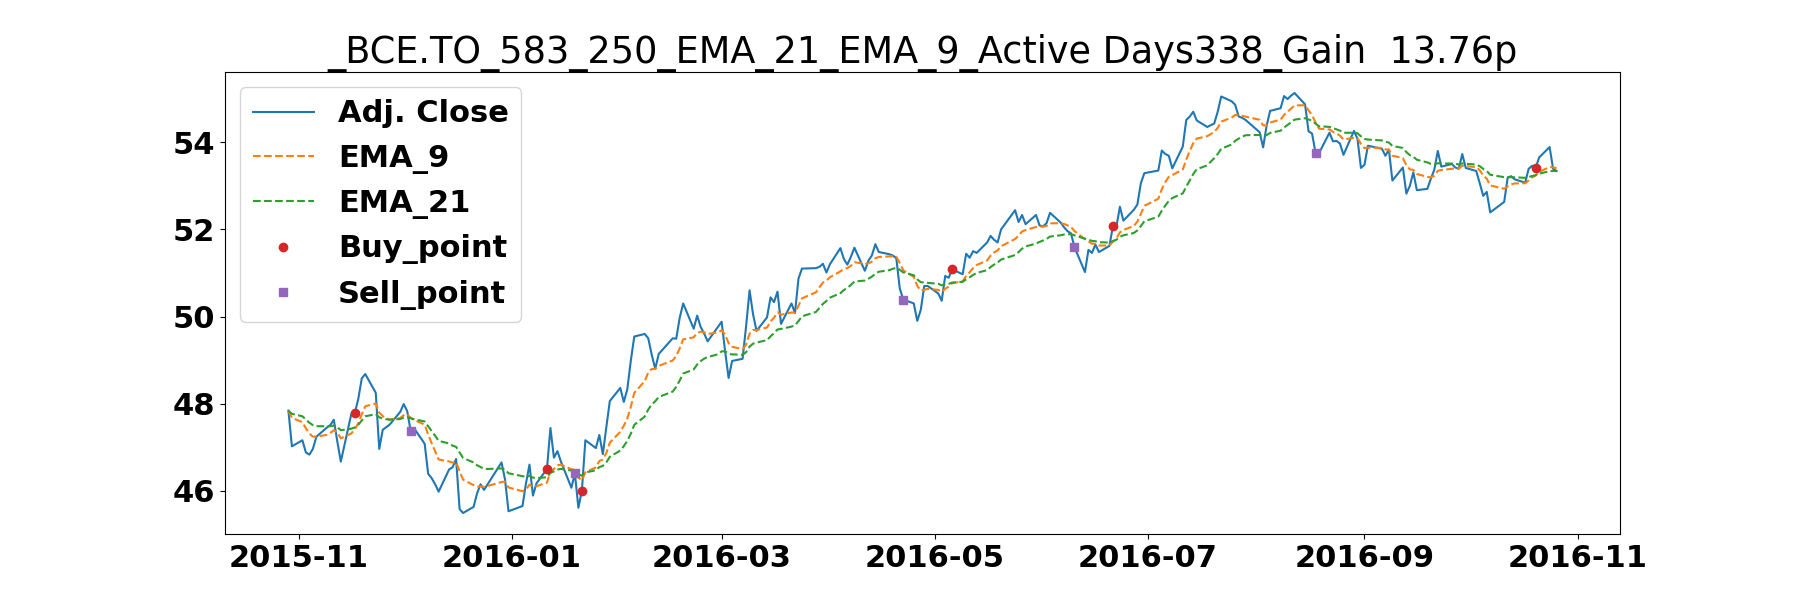 _BCE.TO_583_250_EMA_21_EMA_9_Active Days338_Gain  13.76p
Adj. Close
EMA_9
EMA_21
Buy_point
Sell_point
54
52
50
48
46
2015-11 2016-01 2016-03 2016-05 2016-07 2016-09 2016-11